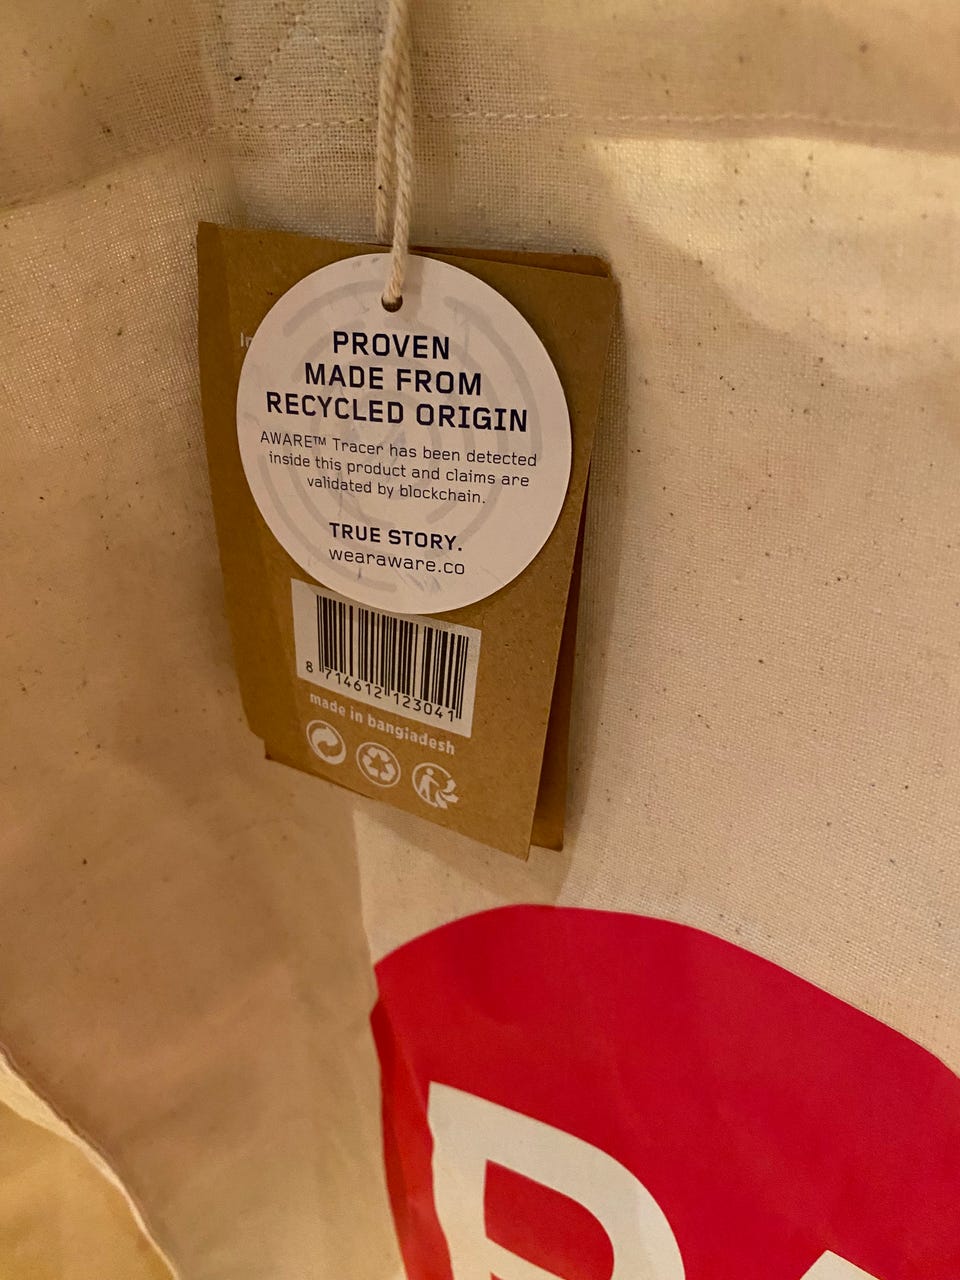 PROVEN
MADE FROM
RECYCLED ORIGIN
AWARE™ Tracer has been detected
inside this product and claims are
validated by blockchain.
TRUE STORY.
wearaware.co
8 714612 123041
made in bangladesh